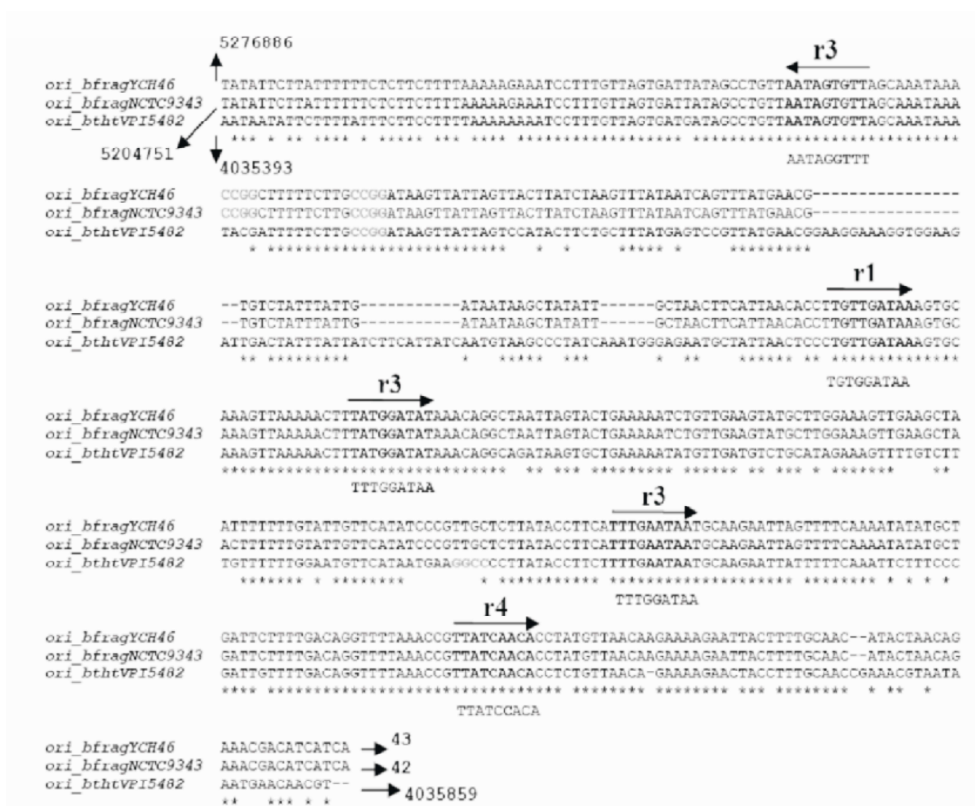 5276886
r3
ori_bfragYCH46 TATATTCTTATTTTTTCTCTTCTTTTAAAAAGAAATCCTTTGTTAGTGATTATAGCCTGTTAATAGTGTTAGCAAATAAA
ori_bfragNCTC9343 TATATTCTTATTTTTTCTCTTCTTTTAAAAAGAAATCCTTTGTTAGTGATTATAGCCTGTTAATAGTGTTAGCAAATAAA
ori_bthtVPI5482 AATAATATTCTTTTATTTCTTCCTTTTAAAAAAAATCCTTTGTTAGTGATGATAGCCTGTTAATAGTGTTAGCAAATAAA
5204751
AATAGGTTT
4035393
ori_bfragYCH46 CCGGCTTTTTCTTGCCGGATAAGTTATTAGTTACTTATCTAAGTTTATAATCAGTTTATGAACG----------------
ori_bfragNCTC9343 CCGGCTTTTTCTTGCCGGATAAGTTATTAGTTACTTATCTAAGTTTATAATCAGTTTATGAACG----------------
ori_bthtVPI5482 TACGATTTTTCTTGCCGGATAAGTTATTAGTCCATACTTCTGCTTTATGAGTCCGTTATGAACGGAAGGAAAGGTGGAAG
r1
ori_bfragYCH46 --TGTCTATTTATTG-----------ATAATAAGCTATATT------GCTAACTTCATTAACACCTTGTTGATAAAGTGC
ori_bfragNCTC9343 --TGTCTATTTATTG-----------ATAATAAGCTATATT------GCTAACTTCATTAACACCTTGTTGATAAAGTGC
ori_bthtVPI5482 ATTGACTATTTATTATCTTCATTATCAATGTAAGCCCTATCAAATGGGAGAATGCTATTAACTCCCTGTTGATAAAGTGC
TGTGGATAA
r3
ori_bfragYCH46 AAAGTTAAAAACTTTATGGATATAAACAGGCTAATTAGTACTGAAAAATCTGTTGAAGTATGCTTGGAAAGTTGAAGCTA
ori_bfragNCTC9343 AAAGTTAAAAACTTTATGGATATAAACAGGCTAATTAGTACTGAAAAATCTGTTGAAGTATGCTTGGAAAGTTGAAGCTA
ori_bthtVPI5482 AAAGTTAAAAACTTTATGGATATAAACAGGCAGATAAGTGCTGAAAAATATGTTGATGTCTGCATAGAAAGTTTTGTCTT
TTTGGATAA
r3
ori_bfragYCH46 ATTTTTTTGTATTGTTCATATCCCGTTGCTCTTATACCTTCATTTGAATAATGCAAGAATTAGTTTTCAAAATATATGCT
ori_bfragNCTC9343 ACTTTTTTGTATTGTTCATATCCCGTTGCTCTTATACCTTCATTTGAATAATGCAAGAATTAGTTTTCAAAATATATGCT
ori_bthtVPI5482 TGTTTTTTGGAATGTTCATAATGAAGGCCCCTTATACCTTCTTTTGAATAATGCAAGAATTATTTTTCAAATTCTTTCCC
TTTGGATAA
r4
ori_bfragYCH46 GATTCTTTTGACAGGTTTTAAACCGTTATCAACACCTATGTTAACAAGAAAAGAATTACTTTTGCAAC--ATACTAACAG
ori_bfragNCTC9343 GATTCTTTTGACAGGTTTTAAACCGTTATCAACACCTATGTTAACAAGAAAAGAATTACTTTTGCAAC--ATACTAACAG
ori_bthtVPI5482 GATTGTTTTGACAGGTTTTAAACCGTTATCAACACCTCTGTTAACA-GAAAAGAACTACCTTTGCAACCGAAACGTAATA
TTATCCACA
ori_bfragYCH46 AAACGACATCATCA 43
ori_bfragNCTC9343 AAACGACATCATCA 42
ori_bthtVPI5482 AATGAACAACGT-- 4035859